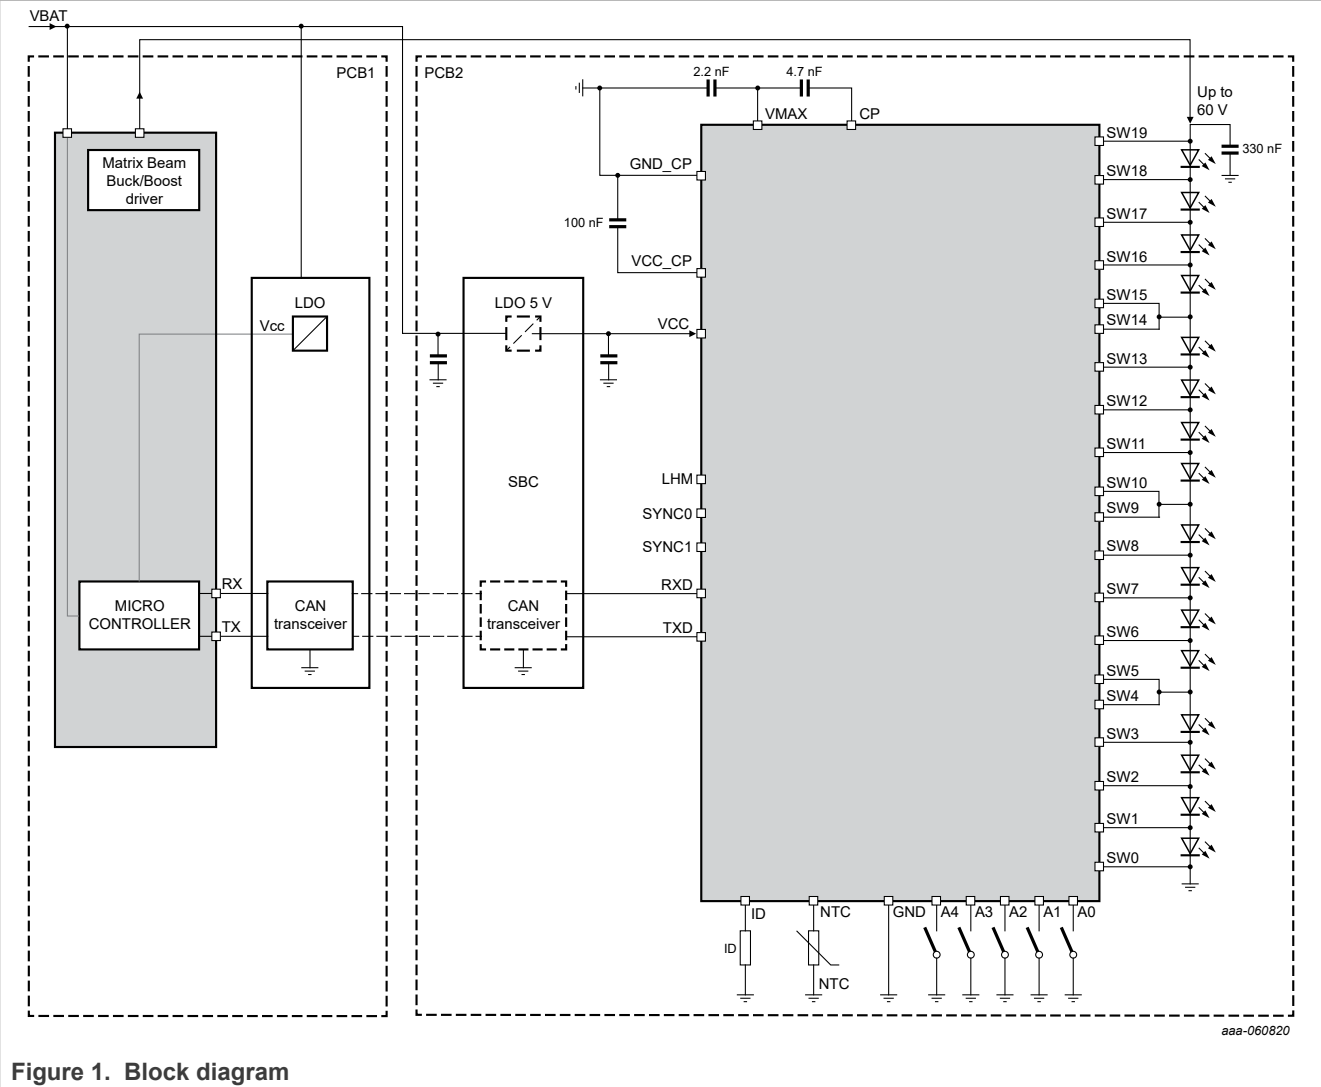 VBAT
PCB1
PCB2
2.2 nF
4.7 nF
Up to
60 V
VMAX
CP
SW19
330 nF
Matrix Beam
Buck/Boost
driver
GND_CP
SW18
100 nF
SW17
VCC_CP
SW16
LDO
LDO 5 V
SW15
Vcc
VCC
SW14
SW13
SW12
SW11
SBC
LHM
SW10
SYNC0
SW9
SYNC1
SW8
RX
RXD
SW7
MICRO
CONTROLLER
CAN
transceiver
CAN
transceiver
TX
TXD
SW6
SW5
SW4
SW3
SW2
SW1
SW0
ID
NTC
GND
A4
A3
A2
A1
A0
ID
NTC
aaa-060820
Figure 1. Block diagram